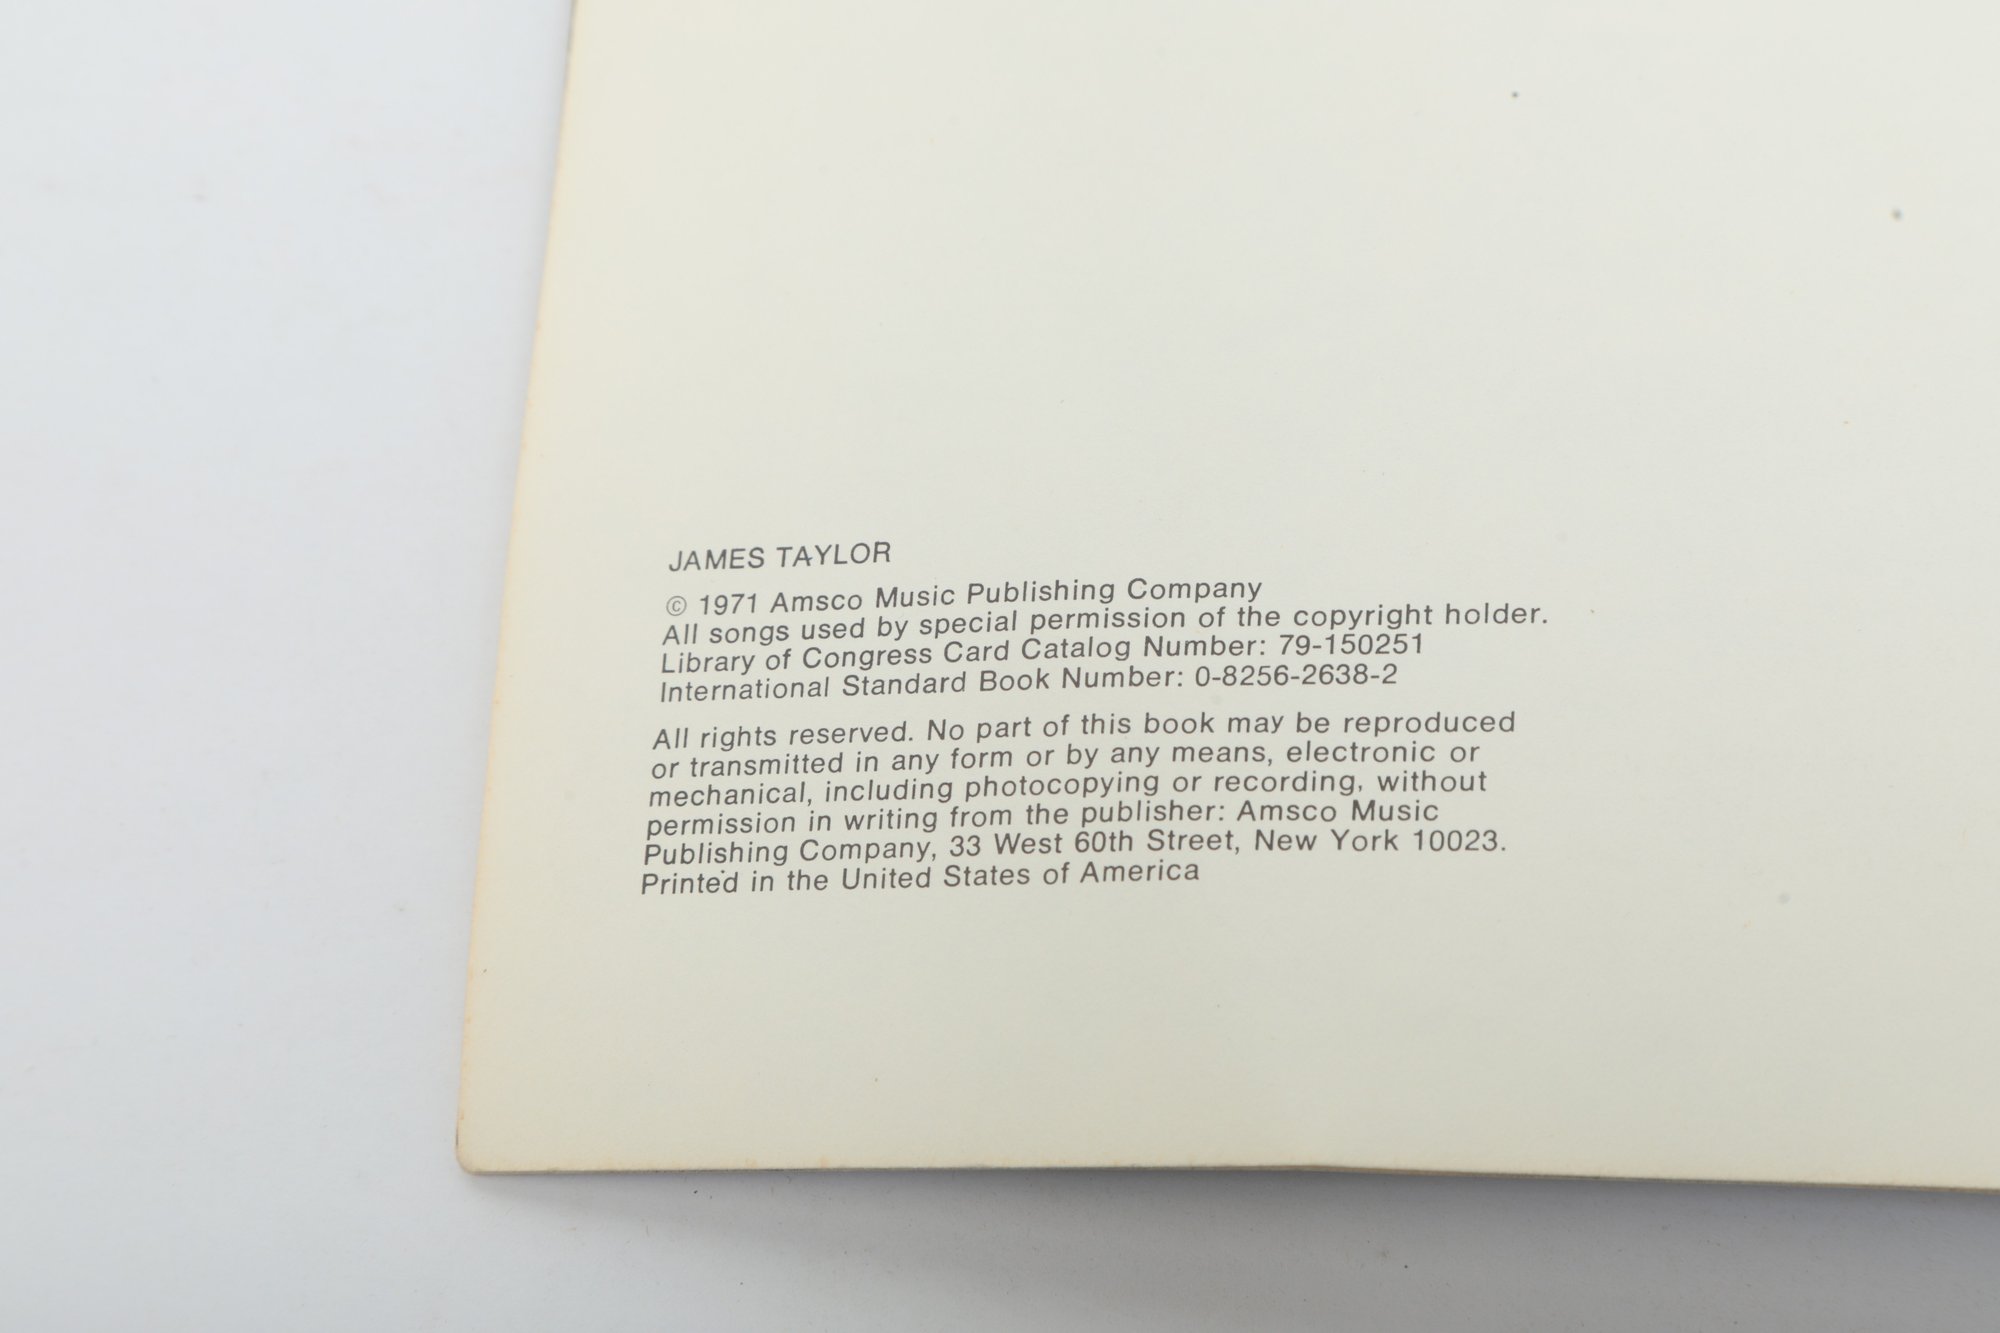 JAMES TAYLOR
© 1971 Amsco Music Publishing Company
All songs used by special permission of the copyright holder.
Library of Congress Card Catalog Number: 79-150251
International Standard Book Number: 0-8256-2638-2
All rights reserved. No part of this book may be reproduced
or transmitted in any form or by any means, electronic or
mechanical, including photocopying or recording, without
permission in writing from the publisher: Amsco Music
Publishing Company, 33 West 60th Street, New York 10023.
Printed in the United States of America